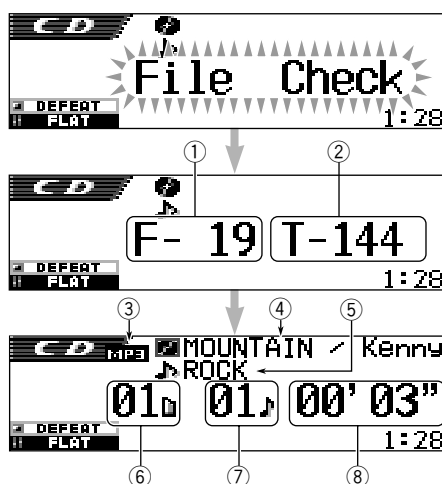 CD
File Check
DEFEAT
FLAT 1:28
① ②
CD
F- 19 T-144
DEFEAT
FLAT 1:28
③ ④ ⑤
CD MP3 MOUNTAIN / Kenny
ROCK
01 01 00' 03"
DEFEAT
FLAT 1:28
⑥ ⑦ ⑧